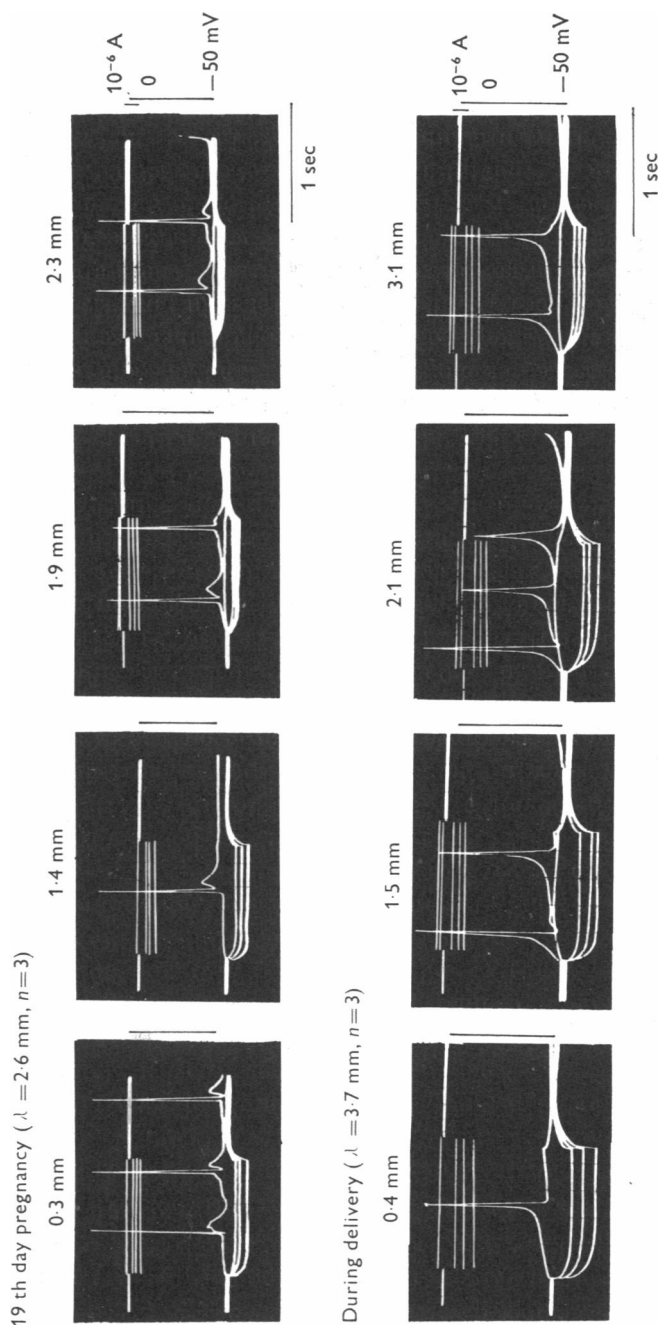 19 th day pregnancy ( λ =2·6 mm, n=3)
0·3 mm
1·4 mm
1·9 mm
2·3 mm
10⁻⁶ A
0
—50 mV
1 sec
During delivery ( λ =3·7 mm, n=3)
0·4 mm
1·5 mm
2·1 mm
3·1 mm
10⁻⁶ A
0
—50 mV
1 sec